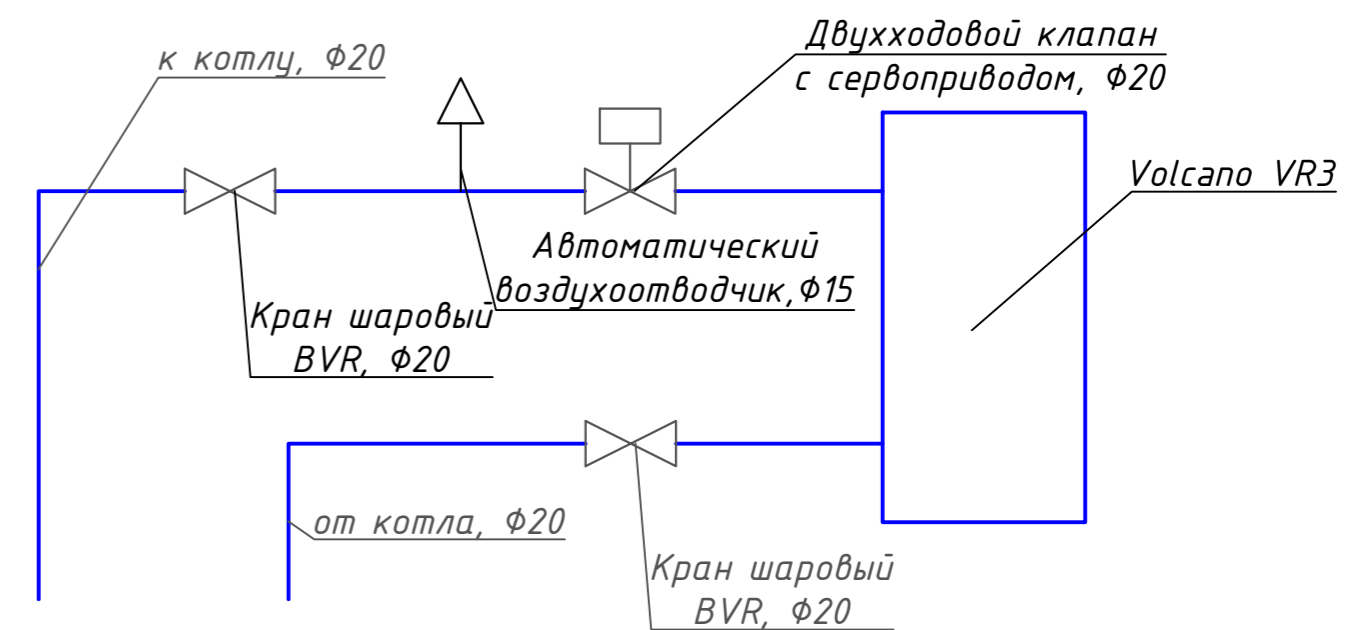 к котлу, Ф20
Двухходовой клапан
с сервоприводом, Ф20
Volcano VR3
Автоматический
воздухоотводчик,Ф15
Кран шаровый
BVR, Ф20
от котла, Ф20
Кран шаровый
BVR, Ф20